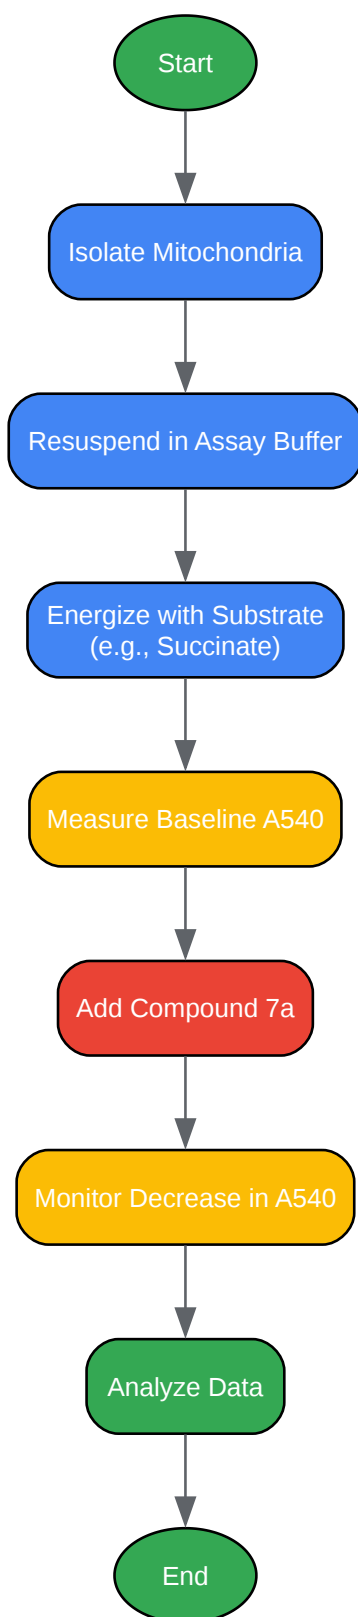 Start
Isolate Mitochondria
Resuspend in Assay Buffer
Energize with Substrate
(e.g., Succinate)
Measure Baseline A540
Add Compound 7a
Monitor Decrease in A540
Analyze Data
End